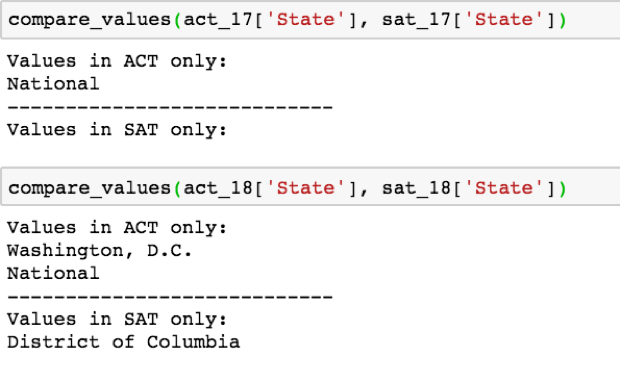 compare_values(act_17['State'], sat_17['State'])
Values in ACT only:
National
----------------------------
Values in SAT only:
compare_values(act_18['State'], sat_18['State'])
Values in ACT only:
Washington, D.C.
National
----------------------------
Values in SAT only:
District of Columbia